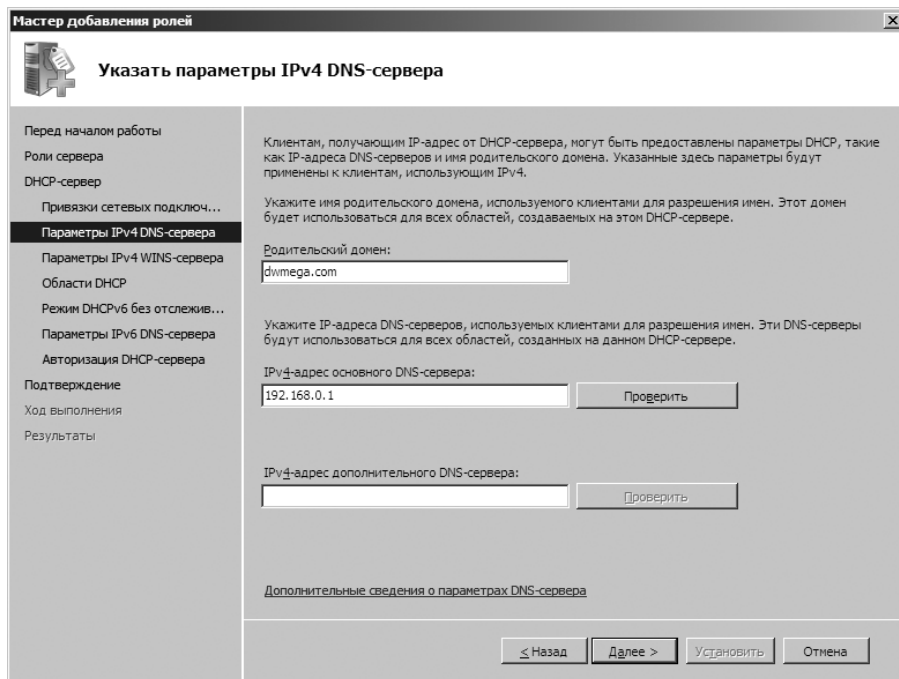 Мастер добавления ролей
Указать параметры IPv4 DNS-сервера
Перед началом работы
Роли сервера
DHCP-сервер
Привязки сетевых подключ...
Параметры IPv4 DNS-сервера
Параметры IPv4 WINS-сервера
Области DHCP
Режим DHCPv6 без отслежив...
Параметры IPv6 DNS-сервера
Авторизация DHCP-сервера
Подтверждение
Ход выполнения
Результаты
Клиентам, получающим IP-адрес от DHCP-сервера, могут быть предоставлены параметры DHCP, такие
как IP-адреса DNS-серверов и имя родительского домена. Указанные здесь параметры будут
применены к клиентам, использующим IPv4.
Укажите имя родительского домена, используемого клиентами для разрешения имен. Этот домен
будет использоваться для всех областей, создаваемых на этом DHCP-сервере.
Родительский домен:
dwmega.com
Укажите IP-адреса DNS-серверов, используемых клиентами для разрешения имен. Эти DNS-серверы
будут использоваться для всех областей, созданных на данном DHCP-сервере.
IPv4-адрес основного DNS-сервера:
192.168.0.1
Проверить
IPv4-адрес дополнительного DNS-сервера:
Проверить
Дополнительные сведения о параметрах DNS-сервера
< Назад
Далее >
Установить
Отмена